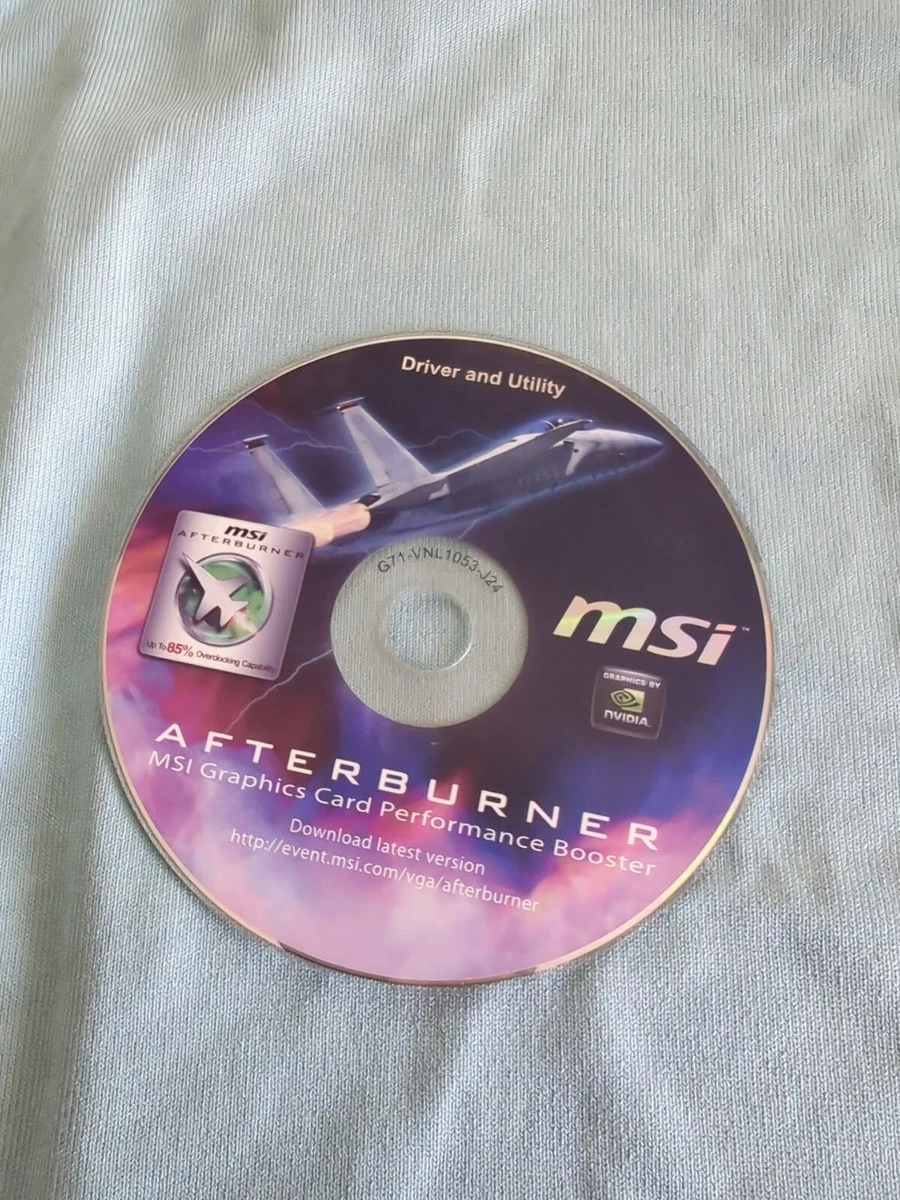 Driver and Utility
msi
msi
AFTERBURNER
Up To 85% Overclocking Capability
G71-VNL1053-J24
msi™
GRAPHICS BY
NVIDIA
AFTERBURNER
MSI Graphics Card Performance Booster
Download latest version
http://event.msi.com/vga/afterburner